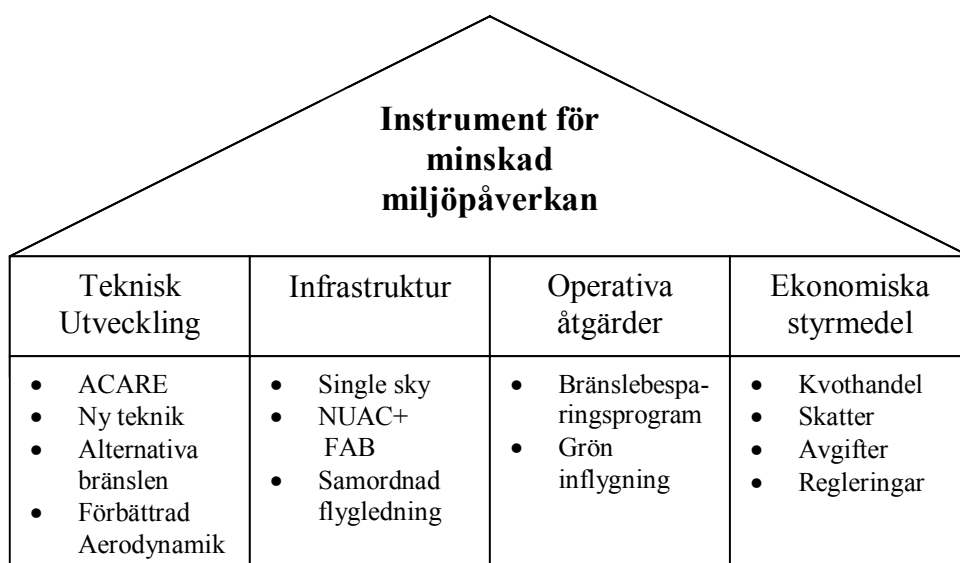 Instrument för
minskad
miljöpåverkan
Teknisk
Utveckling
• ACARE
• Ny teknik
• Alternativa
bränslen
• Förbättrad
Aerodynamik
Infrastruktur
• Single sky
• NUAC+
FAB
• Samordnad
flygledning
Operativa
åtgärder
• Bränslebespa-
ringsprogram
• Grön
inflygning
Ekonomiska
styrmedel
• Kvothandel
• Skatter
• Avgifter
• Regleringar